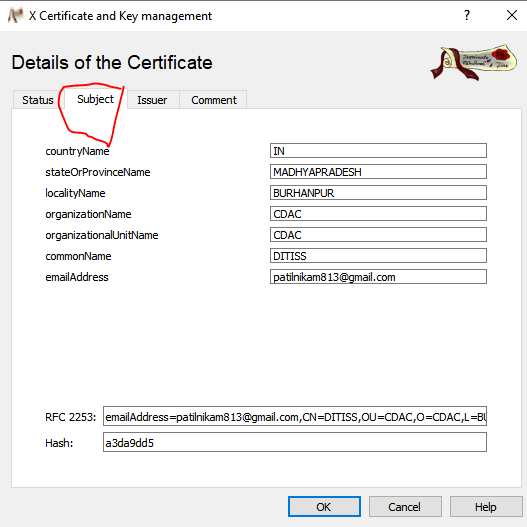 X Certificate and Key management
Details of the Certificate
Status Subject Issuer Comment
countryName IN
stateOrProvinceName MADHYAPRADESH
localityName BURHANPUR
organizationName CDAC
organizationalUnitName CDAC
commonName DITISS
emailAddress patilnikam813@gmail.com
RFC 2253: emailAddress=patilnikam813@gmail.com,CN=DITISS,OU=CDAC,O=CDAC,L=BU
Hash: a3da9dd5
OK Cancel Help